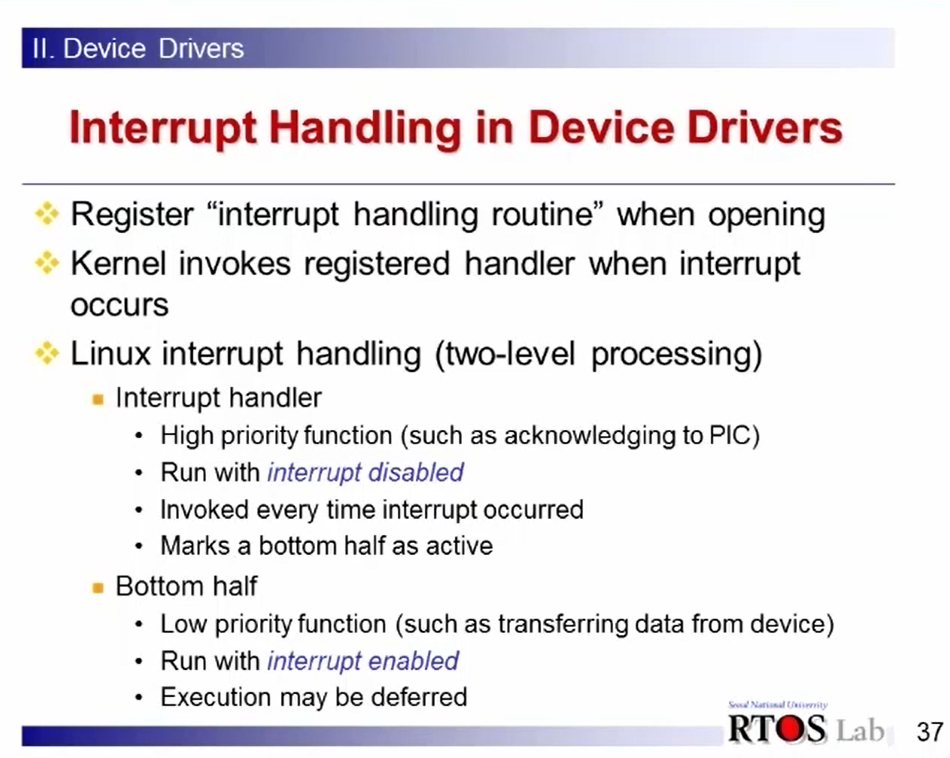 II. Device Drivers
Interrupt Handling in Device Drivers
Register “interrupt handling routine” when opening
Kernel invokes registered handler when interrupt
occurs
Linux interrupt handling (two-level processing)
Interrupt handler
• High priority function (such as acknowledging to PIC)
• Run with interrupt disabled
• Invoked every time interrupt occurred
• Marks a bottom half as active
Bottom half
• Low priority function (such as transferring data from device)
• Run with interrupt enabled
• Execution may be deferred
Seoul National University
RTOS Lab
37